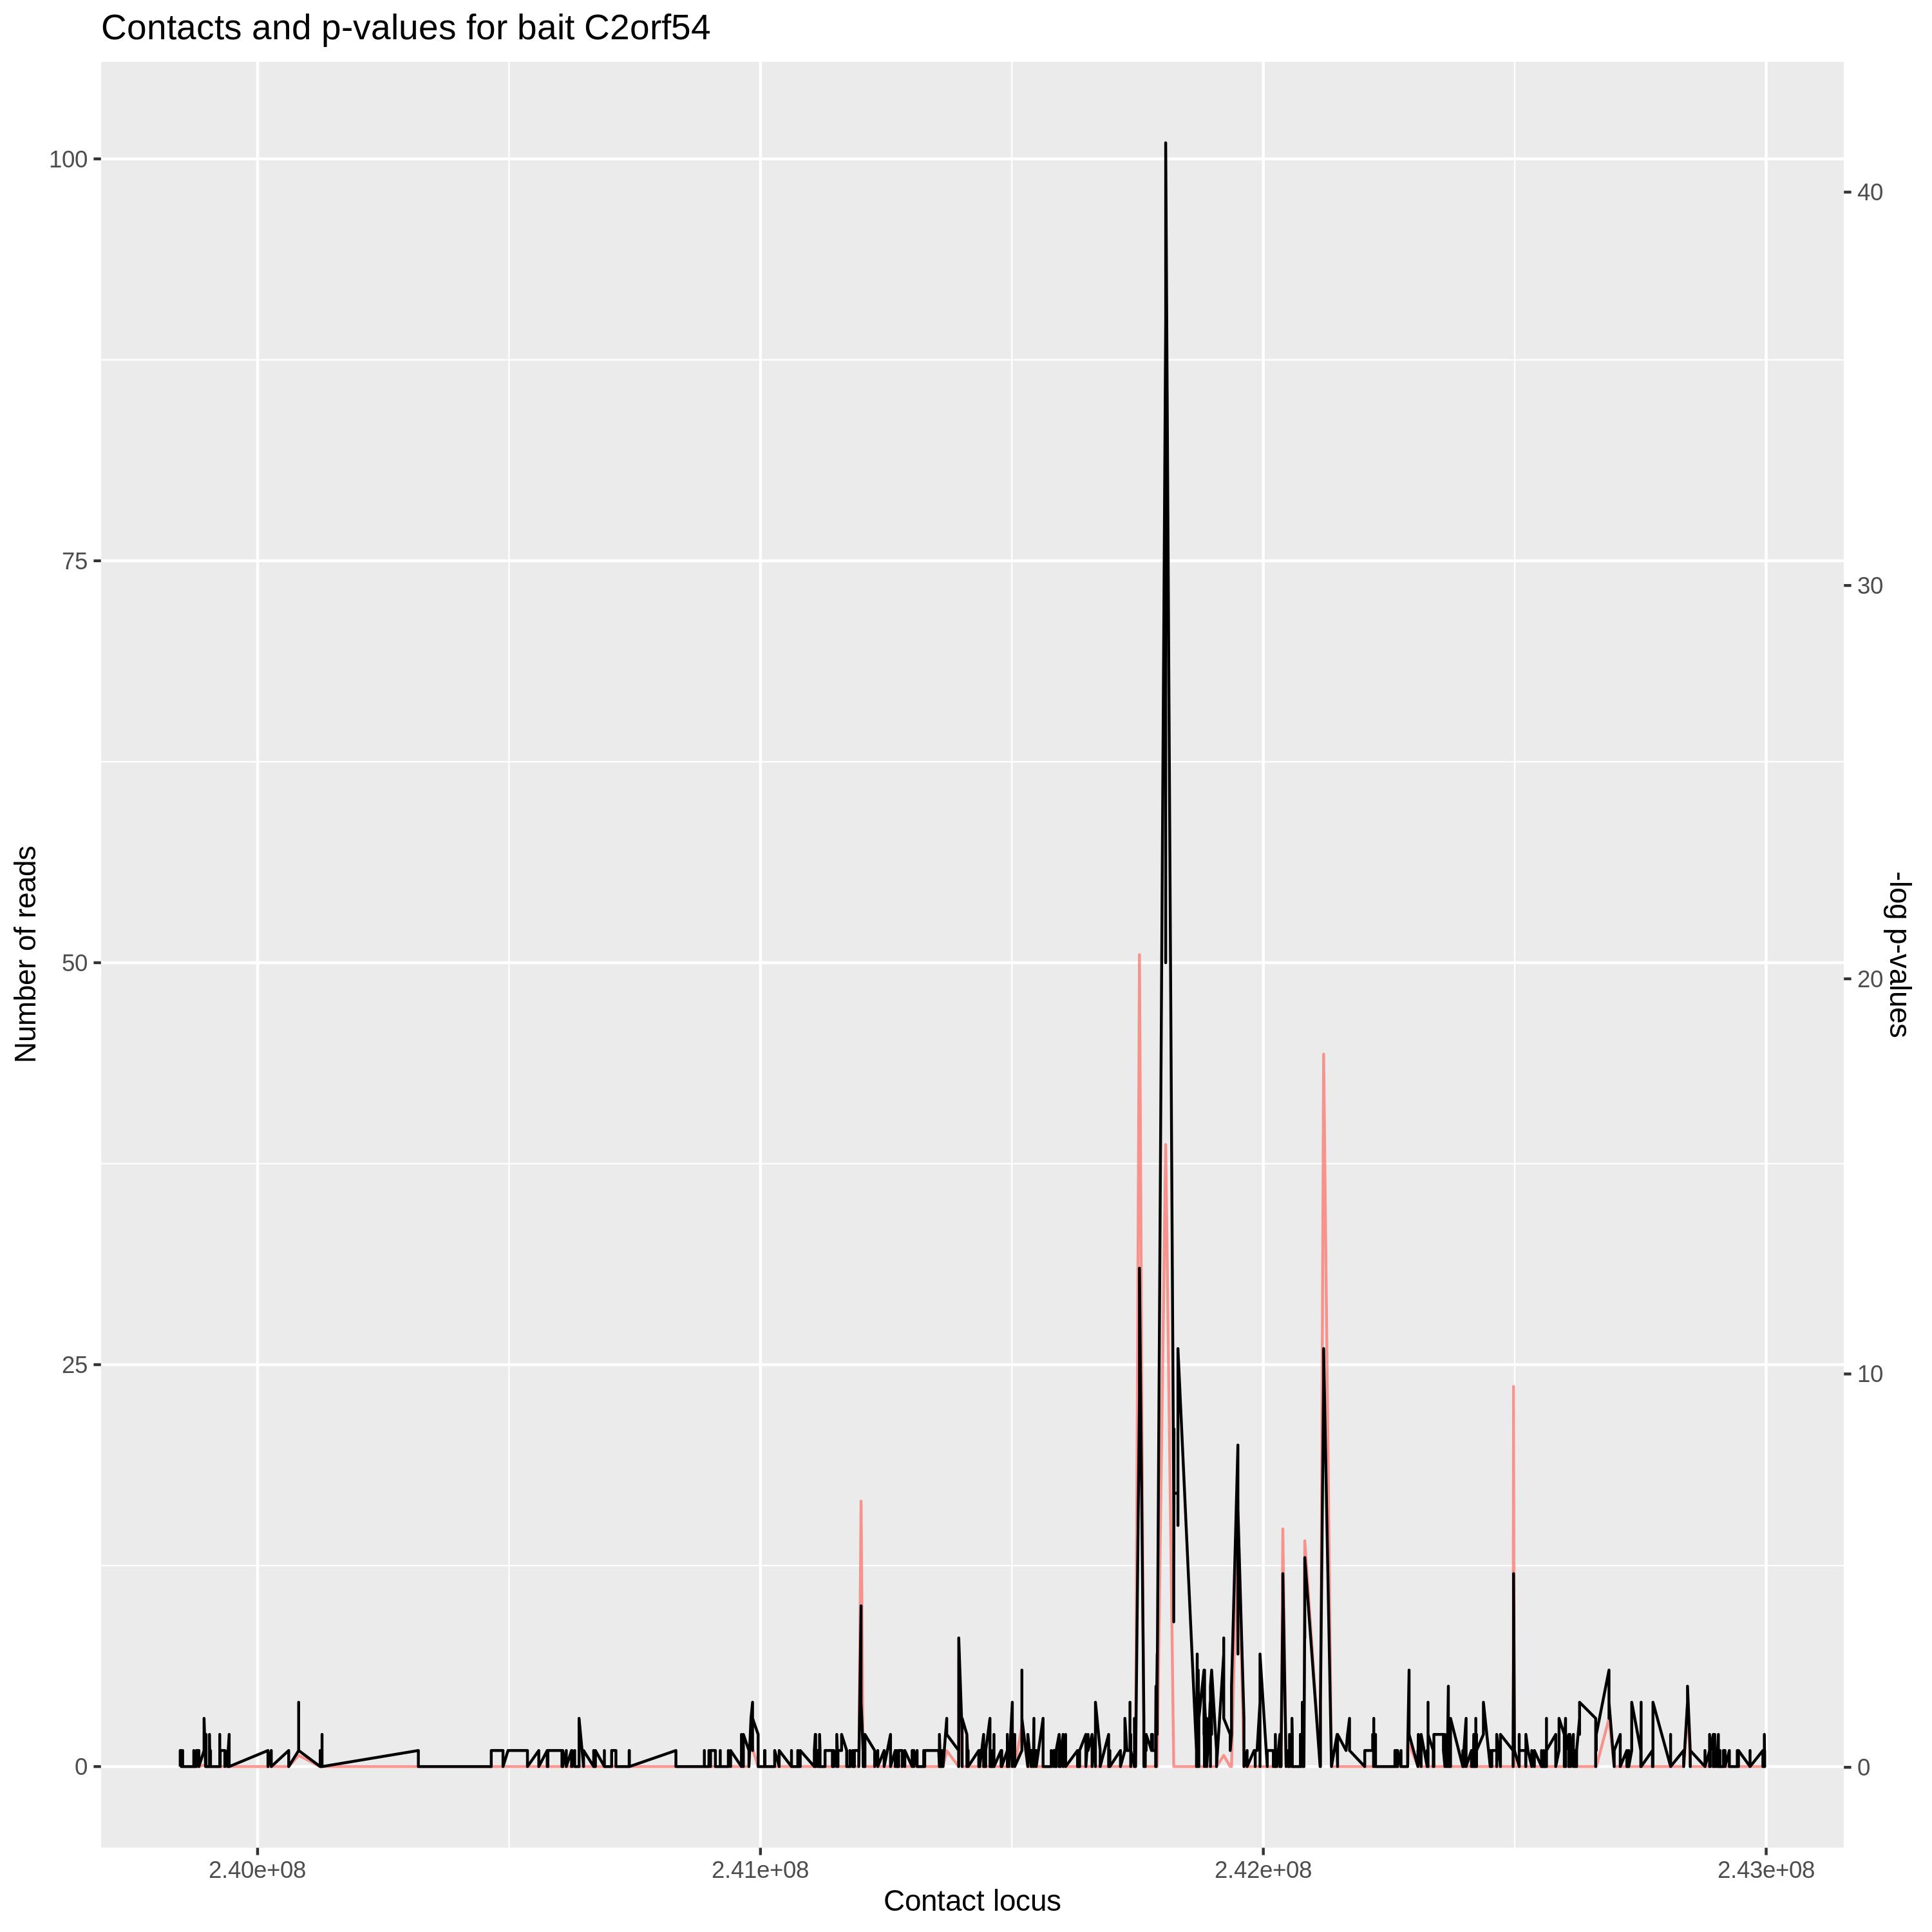 Contacts and p-values for bait C2orf54
100
75
50
25
0
Number of reads
40
30
20
10
0
-log p-values
2.40e+08
2.41e+08
2.42e+08
2.43e+08
Contact locus